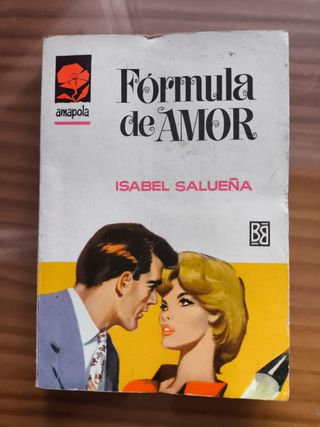 amapola
Fórmula
de AMOR
ISABEL SALUEÑA
BB